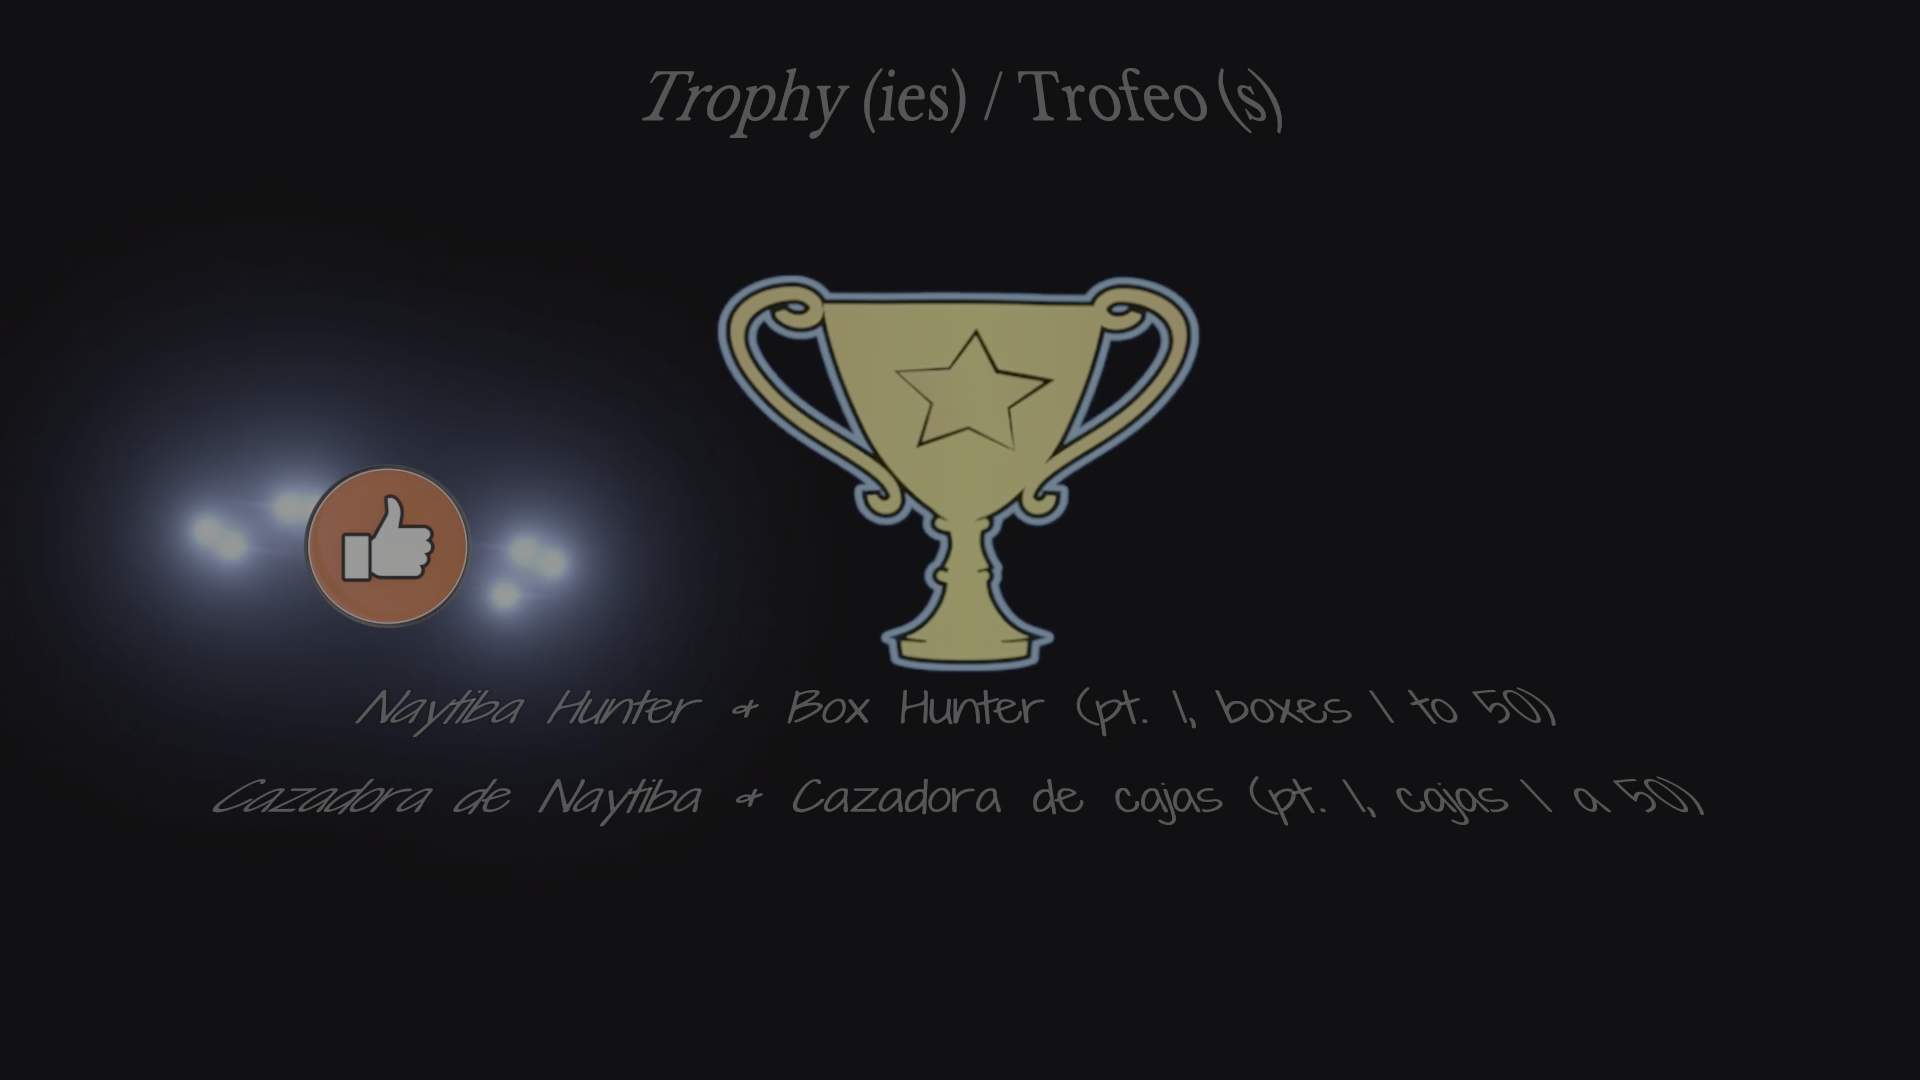 Trophy (ies) / Trofeo (s)
Naytiba Hunter & Box Hunter (pt. 1, boxes 1 to 50)
Cazadora de Naytiba & Cazadora de cajas (pt. 1, cajas 1 a 50)